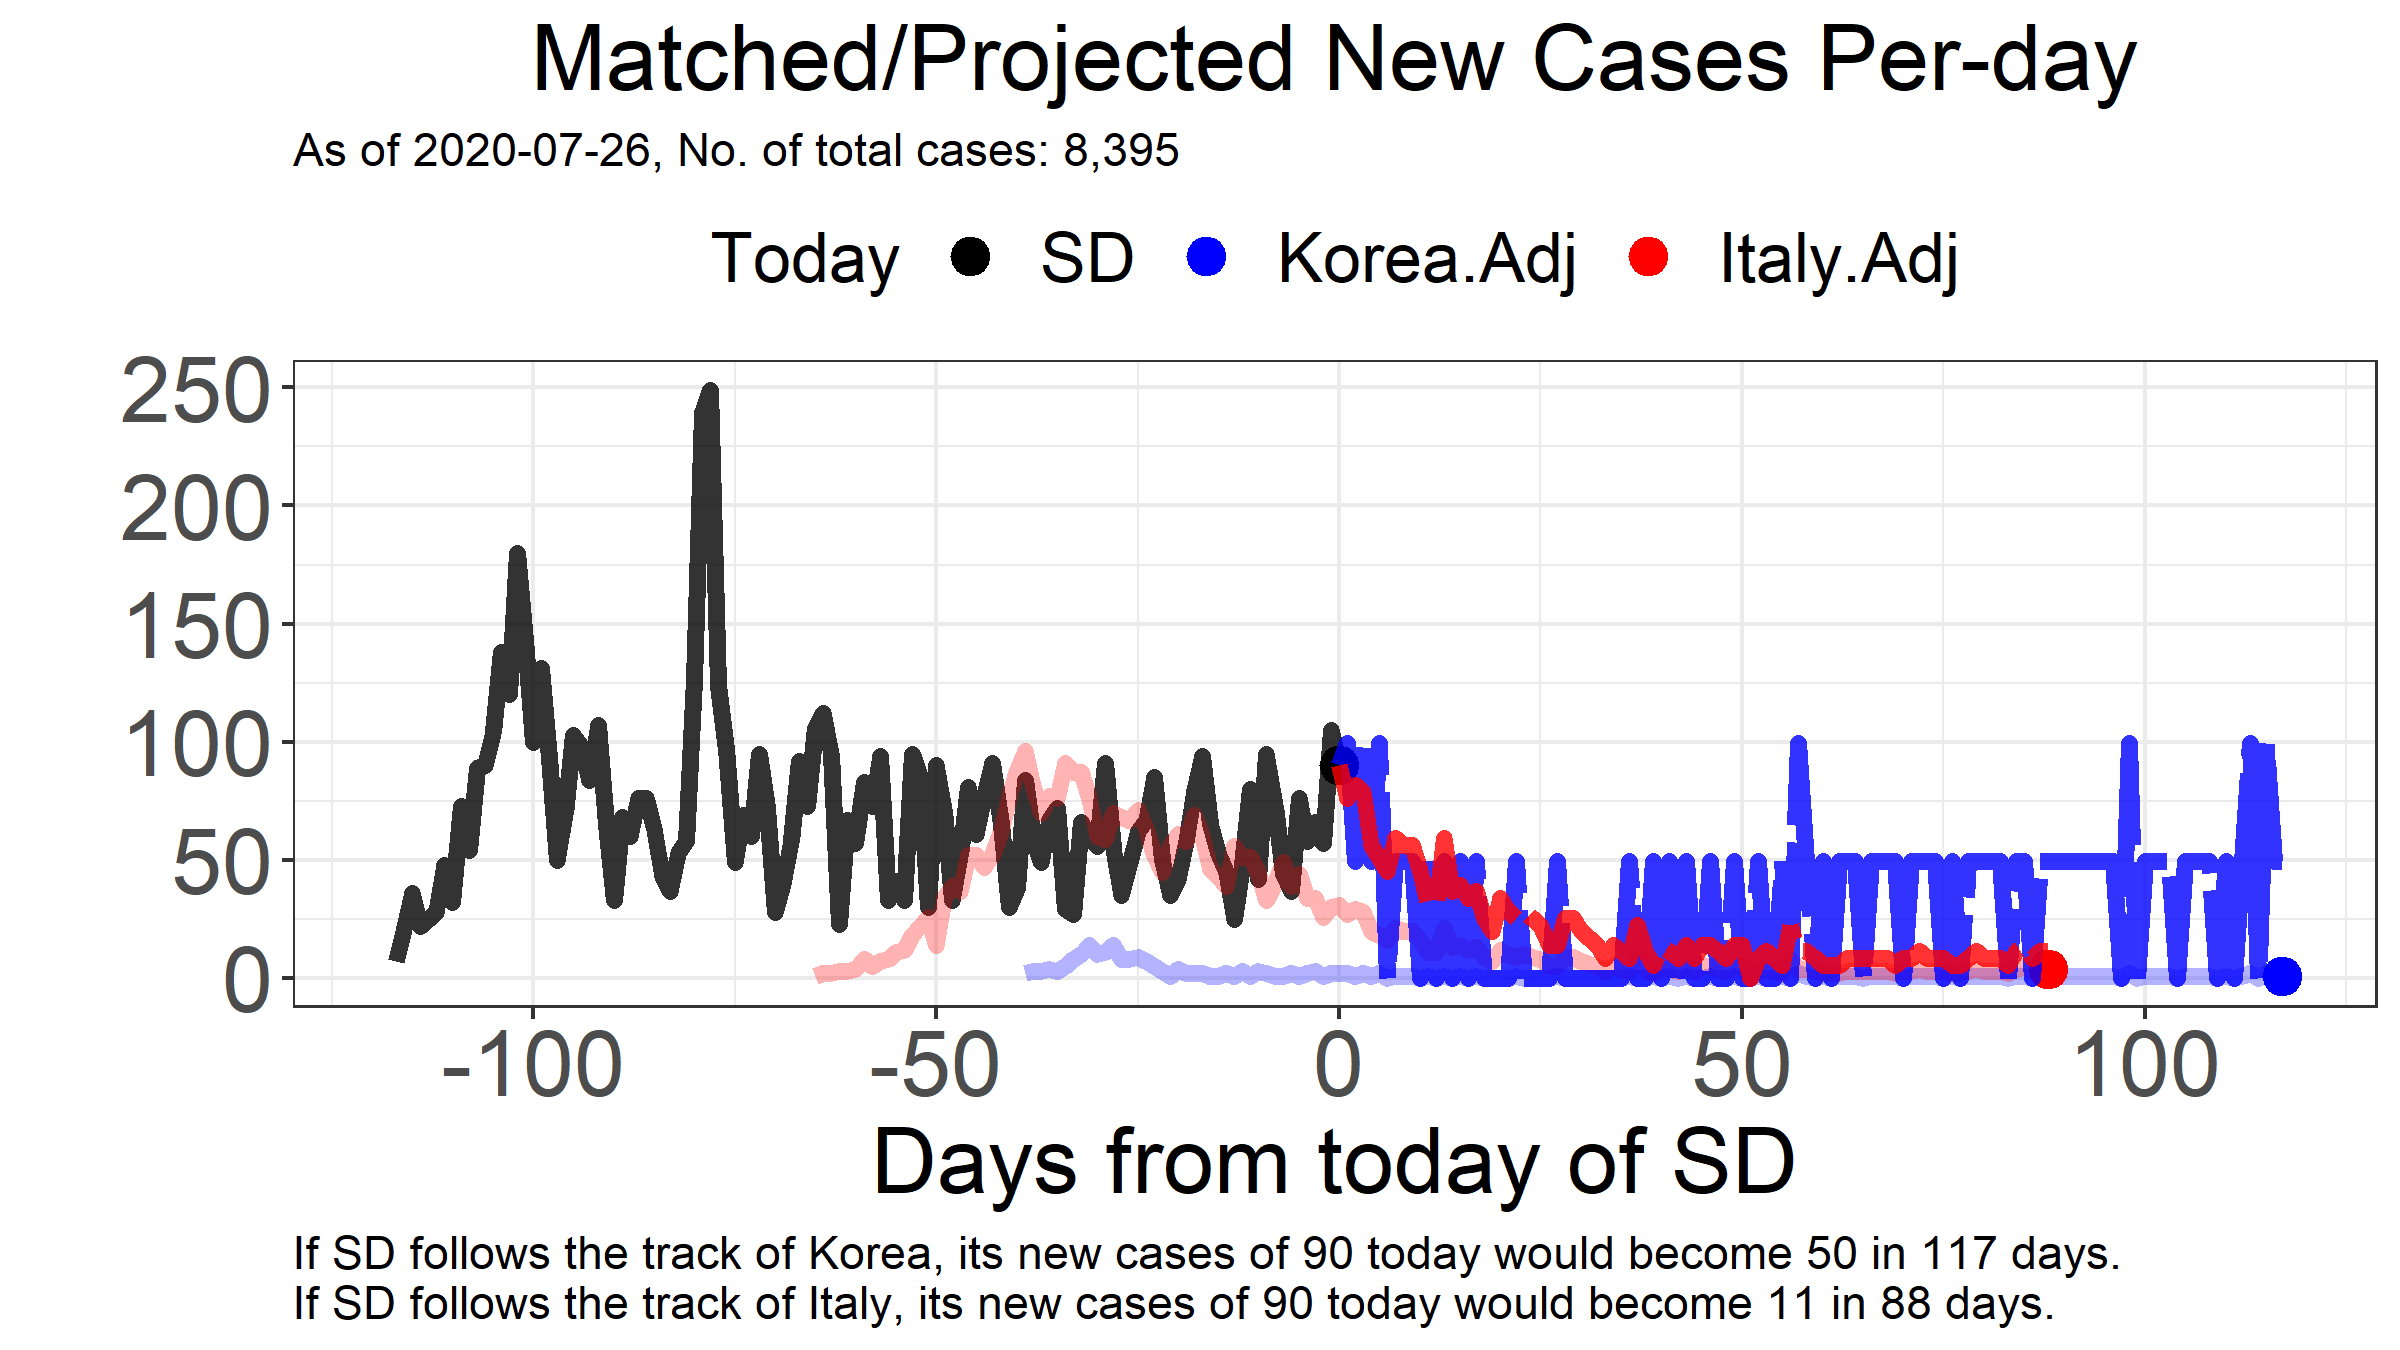 Matched/Projected New Cases Per-day
As of 2020-07-26, No. of total cases: 8,395
Today SD Korea.Adj Italy.Adj
250
200
150
100
50
0
-100 -50 0 50 100
Days from today of SD
If SD follows the track of Korea, its new cases of 90 today would become 50 in 117 days.
If SD follows the track of Italy, its new cases of 90 today would become 11 in 88 days.